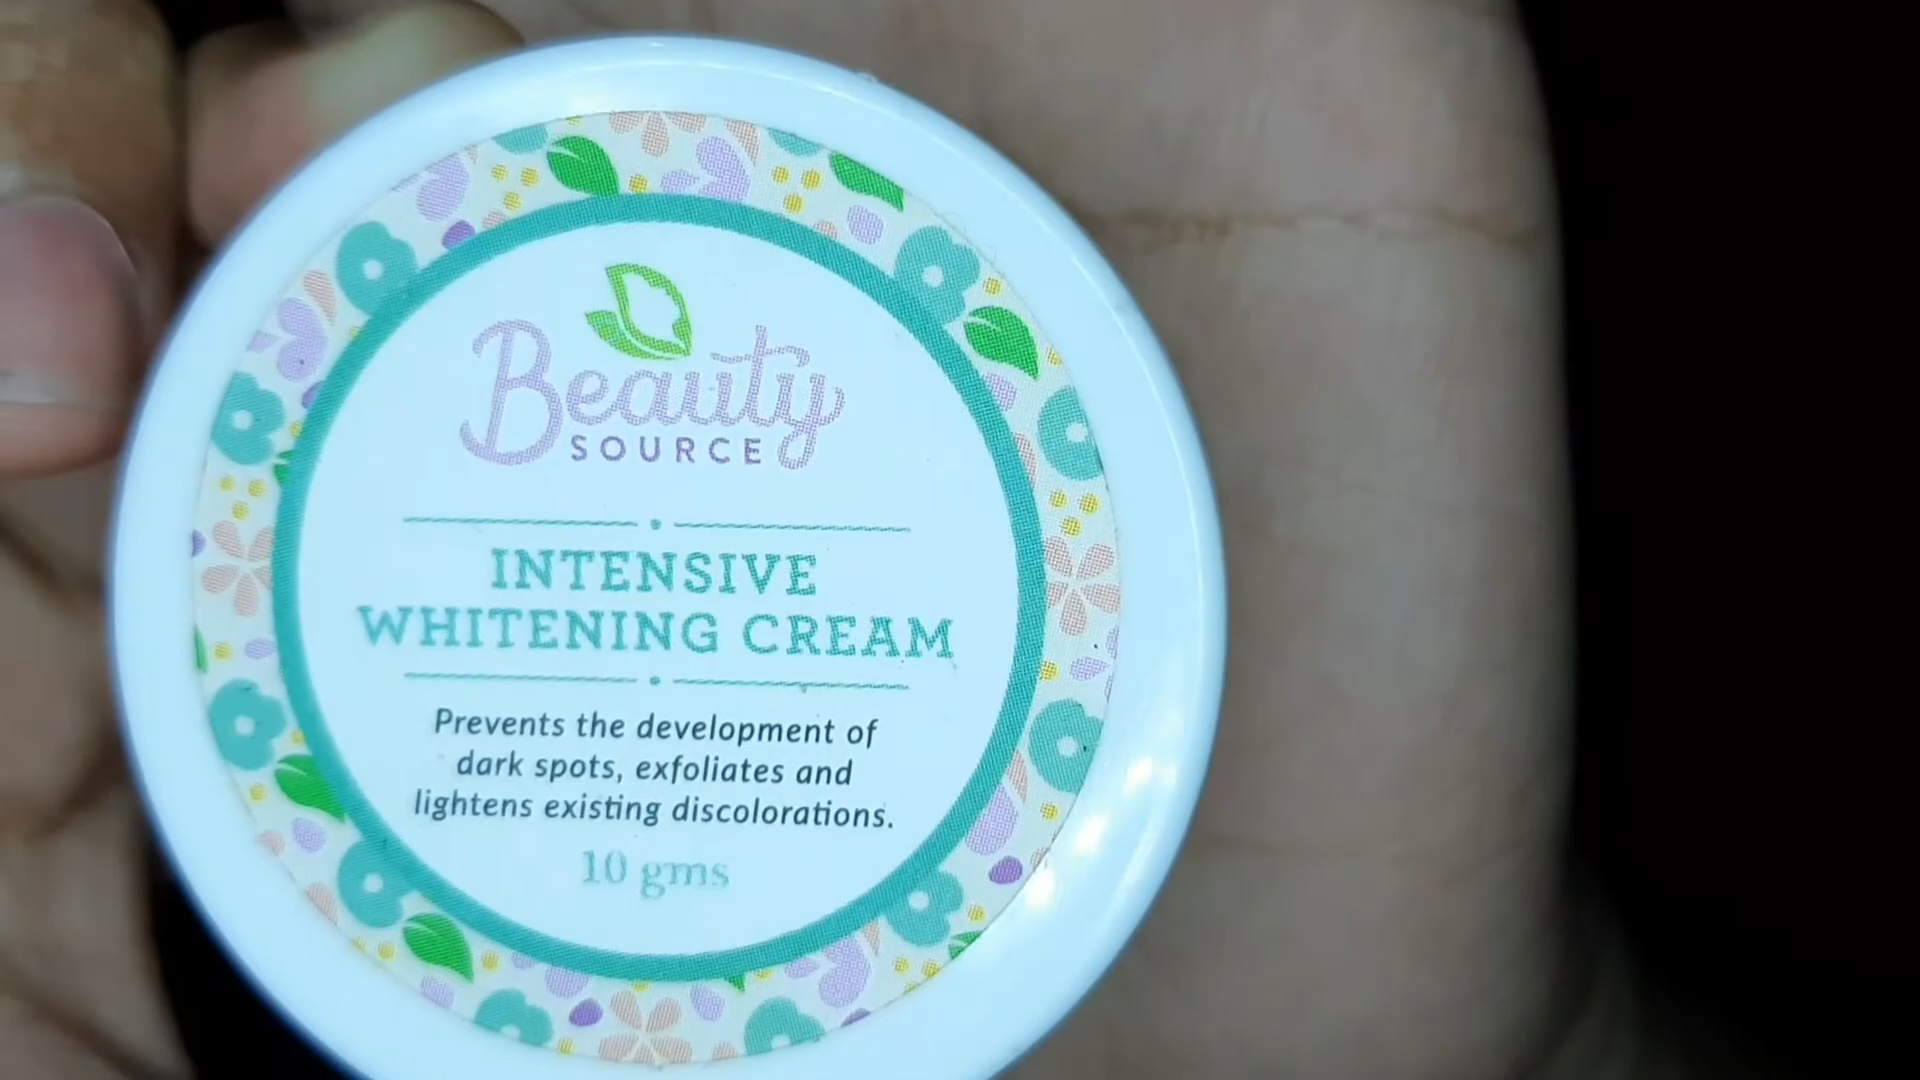 Beauty
SOURCE
INTENSIVE
WHITENING CREAM
Prevents the development of
dark spots, exfoliates and
lightens existing discolorations.
10 gms